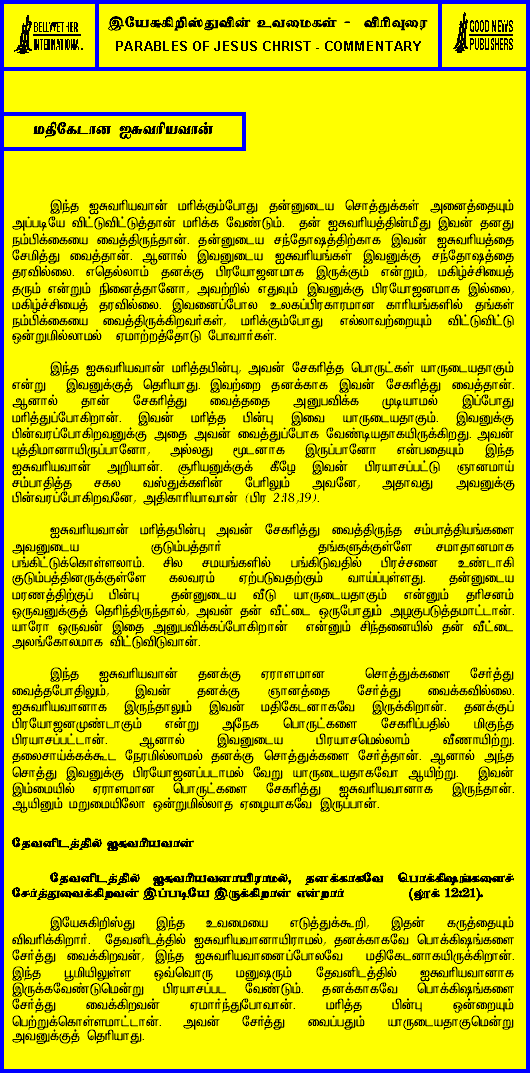 BELLWETHER
INTERNATIONAL.
இயேசுகிறிஸ்துவின் உவமைகள் - விரிவுரை
PARABLES OF JESUS CHRIST - COMMENTARY
GOOD NEWS
PUBLISHERS
மதிகேடான ஐசுவரியவான்
இந்த ஐசுவரியவான் மரிக்கும்போது தன்னுடைய சொத்துக்கள் அனைத்தையும்
அப்படியே விட்டுவிட்டுத்தான் மரிக்க வேண்டும். தன் ஐசுவரியத்தின்மீது இவன் தனது
நம்பிக்கையை வைத்திருந்தான். தன்னுடைய சந்தோஷத்திற்காக இவன் ஐசுவரியத்தை
சேமித்து வைத்தான். ஆனால் இவனுடைய ஐசுவரியங்கள் இவனுக்கு சந்தோஷத்தை
தரவில்லை. எதெல்லாம் தனக்கு பிரயோஜனமாக இருக்கும் என்றும், மகிழ்ச்சியைத்
தரும் என்றும் நினைத்தானோ, அவற்றில் எதுவும் இவனுக்கு பிரயோஜனமாக இல்லை,
மகிழ்ச்சியைத் தரவில்லை. இவனைப்போல உலகப்பிரகாரமான காரியங்களில் தங்கள்
நம்பிக்கையை வைத்திருக்கிறவர்கள், மரிக்கும்போது எல்லாவற்றையும் விட்டுவிட்டு
ஒன்றுமில்லாமல் ஏமாற்றத்தோடு போவார்கள்.
இந்த ஐசுவரியவான் மரித்தபின்பு, அவன் சேகரித்த பொருட்கள் யாருடையதாகும்
என்று இவனுக்குத் தெரியாது. இவற்றை தனக்காக இவன் சேகரித்து வைத்தான்.
ஆனால் தான் சேகரித்து வைத்ததை அனுபவிக்க முடியாமல் இப்போது
மரித்துப்போகிறான். இவன் மரித்த பின்பு இவை யாருடையதாகும். இவனுக்கு
பின்வரப்போகிறவனுக்கு அதை அவன் வைத்துப்போக வேண்டியதாகயிருக்கிறது. அவன்
புத்திமானாயிருப்பானோ, அல்லது மூடனாக இருப்பானோ என்பதையும் இந்த
ஐசுவரியவான் அறியான். சூரியனுக்குக் கீழே இவன் பிரயாசப்பட்டு ஞானமாய்
சம்பாதித்த சகல வஸ்துக்களின் பேரிலும் அவனே, அதாவது அவனுக்கு
பின்வரப்போகிறவனே, அதிகாரியாவான் (பிர 2:18,19).
ஐசுவரியவான் மரித்தபின்பு அவன் சேகரித்து வைத்திருந்த சம்பாத்தியங்களை
அவனுடைய குடும்பத்தார் தங்களுக்குள்ளே சமாதானமாக
பங்கிட்டுக்கொள்ளலாம். சில சமயங்களில் பங்கிடுவதில் பிரச்சனை உண்டாகி
குடும்பத்தினருக்குள்ளே கலவரம் ஏற்படுவதற்கும் வாய்ப்புள்ளது. தன்னுடைய
மரணத்திற்குப் பின்பு தன்னுடைய வீடு யாருடையதாகும் என்னும் தரிசனம்
ஒருவனுக்குத் தெரிந்திருந்தால், அவன் தன் வீட்டை ஒருபோதும் அழகுபடுத்தமாட்டான்.
யாரோ ஒருவன் இதை அனுபவிக்கப்போகிறான் என்னும் சிந்தனையில் தன் வீட்டை
அலங்கோலமாக விட்டுவிடுவான்.
இந்த ஐசுவரியவான் தனக்கு ஏராளமான சொத்துக்களை சேர்த்து
வைத்தபோதிலும், இவன் தனக்கு ஞானத்தை சேர்த்து வைக்கவில்லை.
ஐசுவரியவானாக இருந்தாலும் இவன் மதிகேடனாகவே இருக்கிறான். தனக்குப்
பிரயோஜனமுண்டாகும் என்று அநேக பொருட்களை சேகரிப்பதில் மிகுந்த
பிரயாசப்பட்டான். ஆனால் இவனுடைய பிரயாசமெல்லாம் வீணாயிற்று.
தலைசாய்க்கக்கூட நேரமில்லாமல் தனக்கு சொத்துக்களை சேர்த்தான். ஆனால் அந்த
சொத்து இவனுக்கு பிரயோஜனப்படாமல் வேறு யாருடையதாகவோ ஆயிற்று. இவன்
இம்மையில் ஏராளமான பொருட்களை சேகரித்து ஐசுவரியவானாக இருந்தான்.
ஆயினும் மறுமையிலோ ஒன்றுமில்லாத ஏழையாகவே இருப்பான்.
தேவனிடத்தில் ஐசுவரியவான்
தேவனிடத்தில் ஐசுவரியவனாயிராமல், தனக்காகவே பொக்கிஷங்களைச்
சேர்த்துவைக்கிறவன் இப்படியே இருக்கிறான் என்றார் (லூக் 12:21).
இயேசுகிறிஸ்து இந்த உவமையை எடுத்துக்கூறி, இதன் கருத்தையும்
விவரிக்கிறார். தேவனிடத்தில் ஐசுவரியவானாயிராமல், தனக்காகவே பொக்கிஷங்களை
சேர்த்து வைக்கிறவன், இந்த ஐசுவரியவானைப்போலவே மதிகேடனாகயிருக்கிறான்.
இந்த பூமியிலுள்ள ஒவ்வொரு மனுஷரும் தேவனிடத்தில் ஐசுவரியவானாக
இருக்கவேண்டுமென்று பிரயாசப்பட வேண்டும். தனக்காகவே பொக்கிஷங்களை
சேர்த்து வைக்கிறவன் ஏமார்ந்துபோவான். மரித்த பின்பு ஒன்றையும்
பெற்றுக்கொள்ளமாட்டான். அவன் சேர்த்து வைப்பதும் யாருடையதாகுமென்று
அவனுக்குத் தெரியாது.